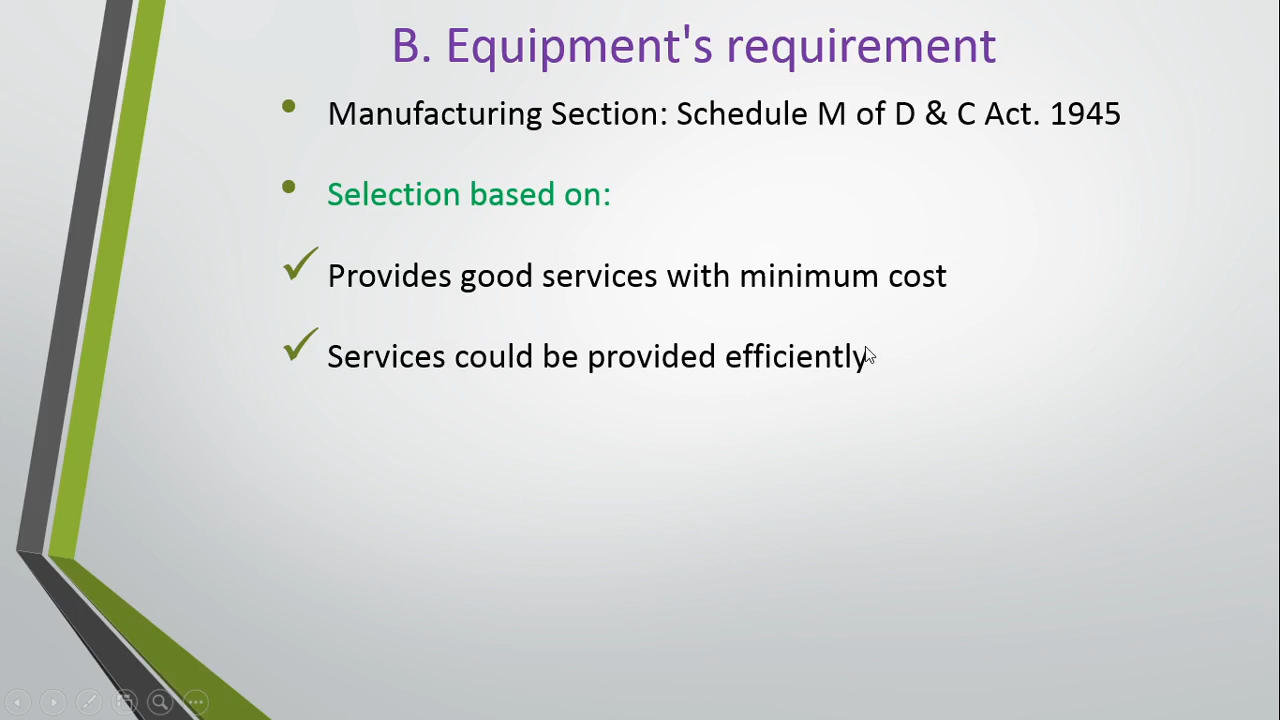 B. Equipment's requirement
• Manufacturing Section: Schedule M of D & C Act. 1945
• Selection based on:
✓ Provides good services with minimum cost
✓ Services could be provided efficiently